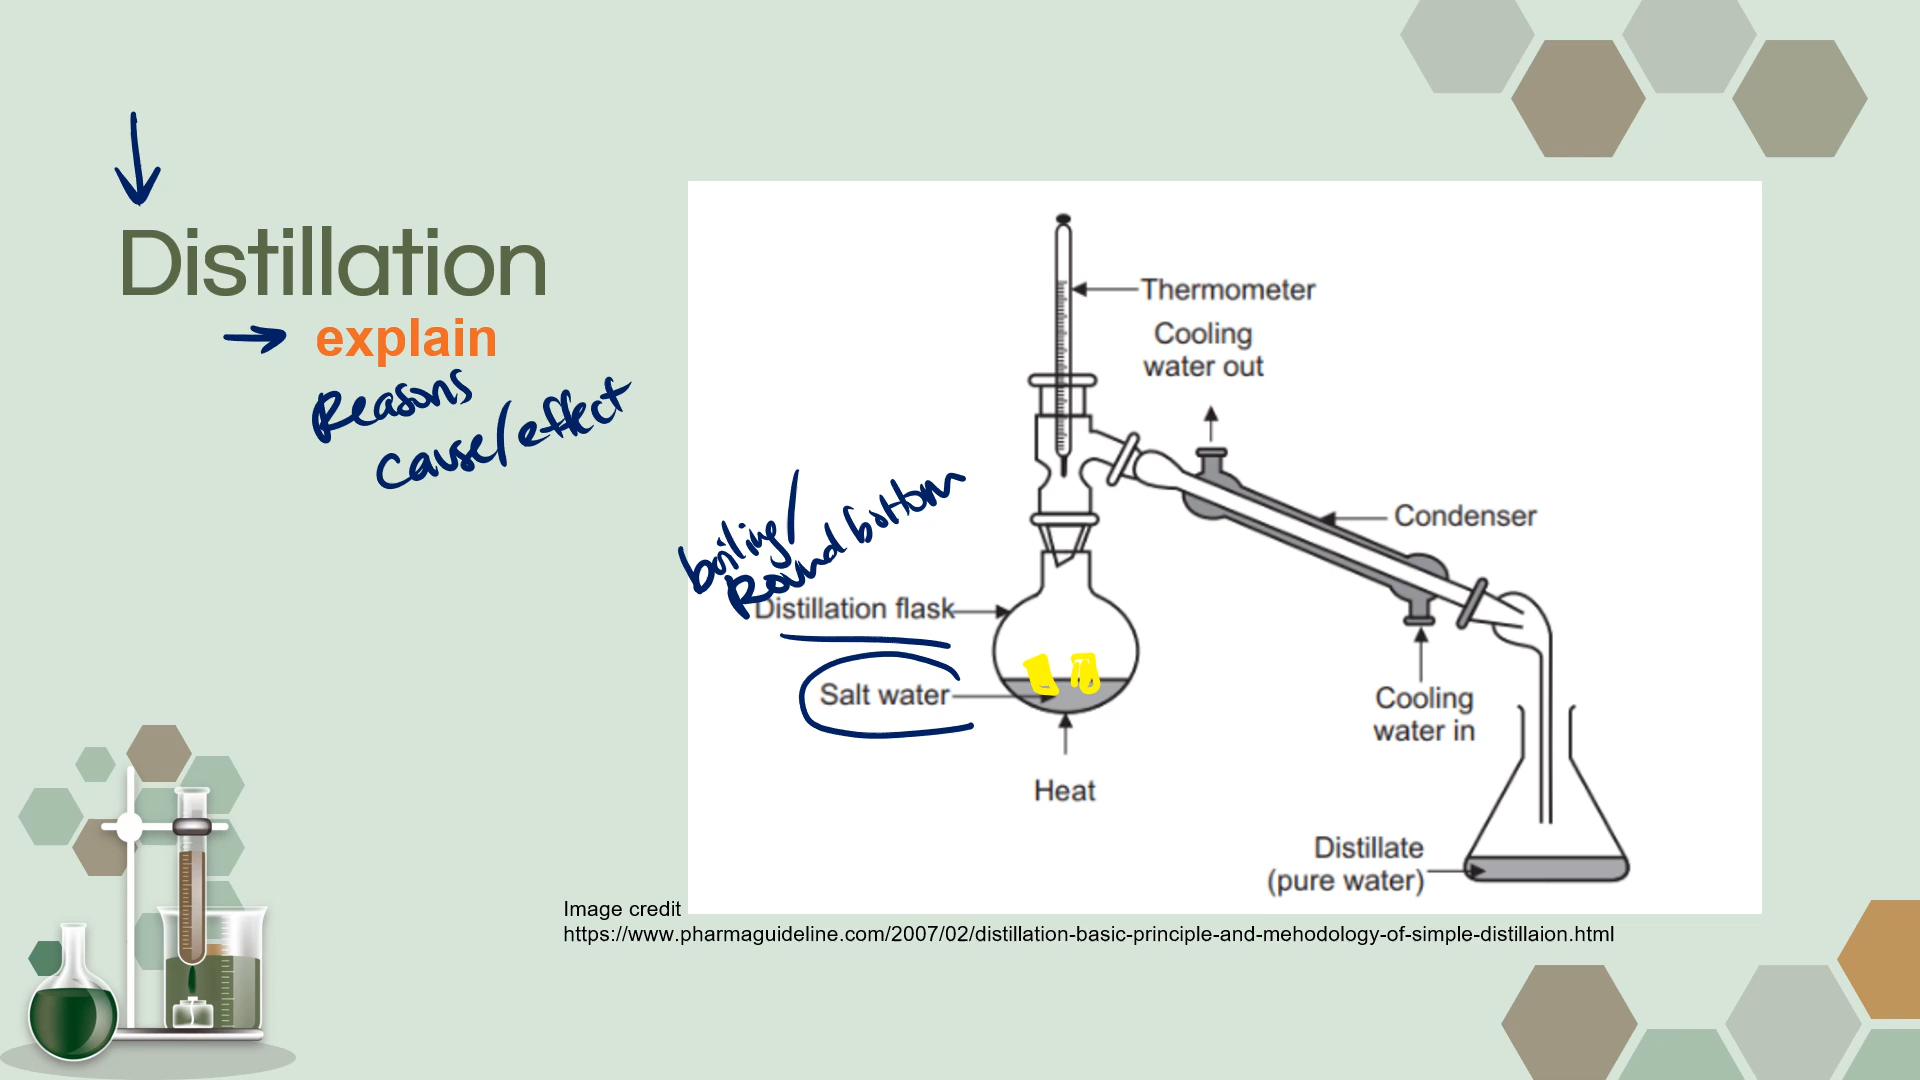 Distillation
explain
Reasons
cause/effect
boiling/
Round bottom
Distillation flask
Salt water
Heat
Thermometer
Cooling
water out
Condenser
Cooling
water in
Distillate
(pure water)
Image credit
https://www.pharmaguideline.com/2007/02/distillation-basic-principle-and-mehodology-of-simple-distillaion.html